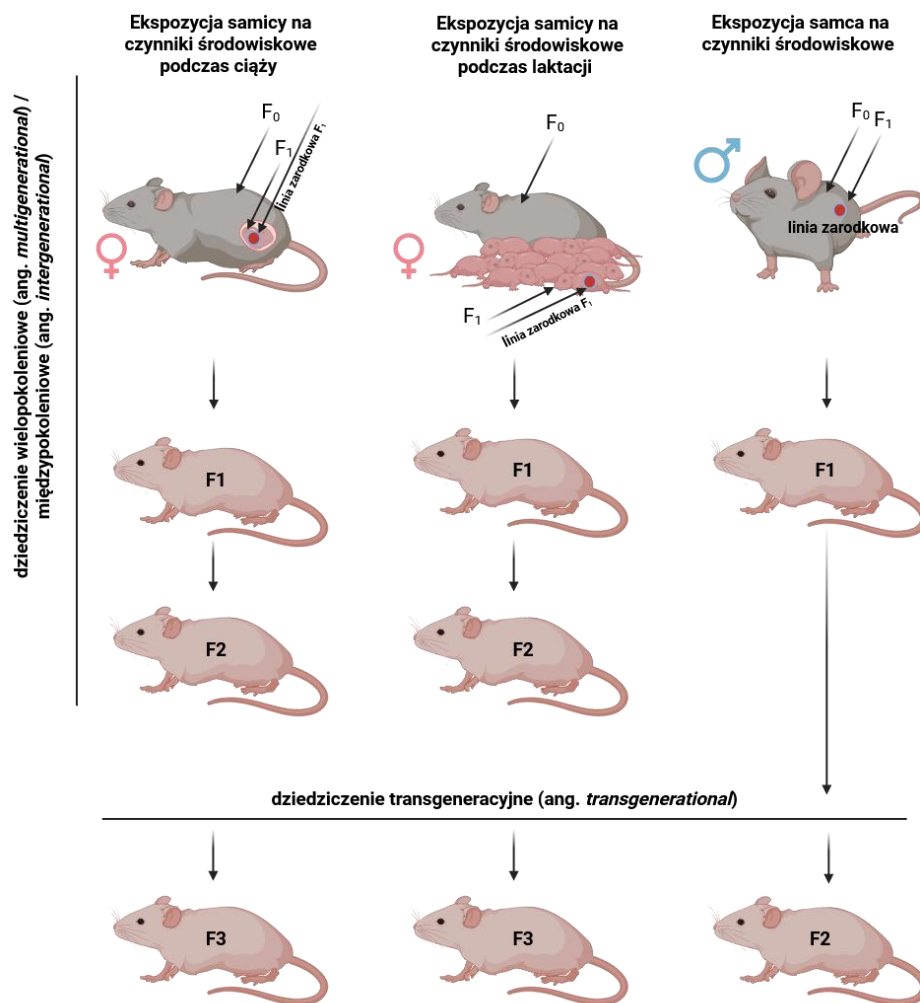 Ekspozycja samicy na
czynniki środowiskowe
podczas ciąży
Ekspozycja samicy na
czynniki środowiskowe
podczas laktacji
Ekspozycja samca na
czynniki środowiskowe
dziedziczenie wielopokoleniowe (ang. multigenerational) /
międzypokoleniowe (ang. intergenerational)
F₀
F₁
linia zarodkowa F₁
F₀
F₁
linia zarodkowa F₁
F₀
F₁
linia zarodkowa
F1
F1
F1
F2
F2
dziedziczenie transgeneracyjne (ang. transgenerational)
F3
F3
F2